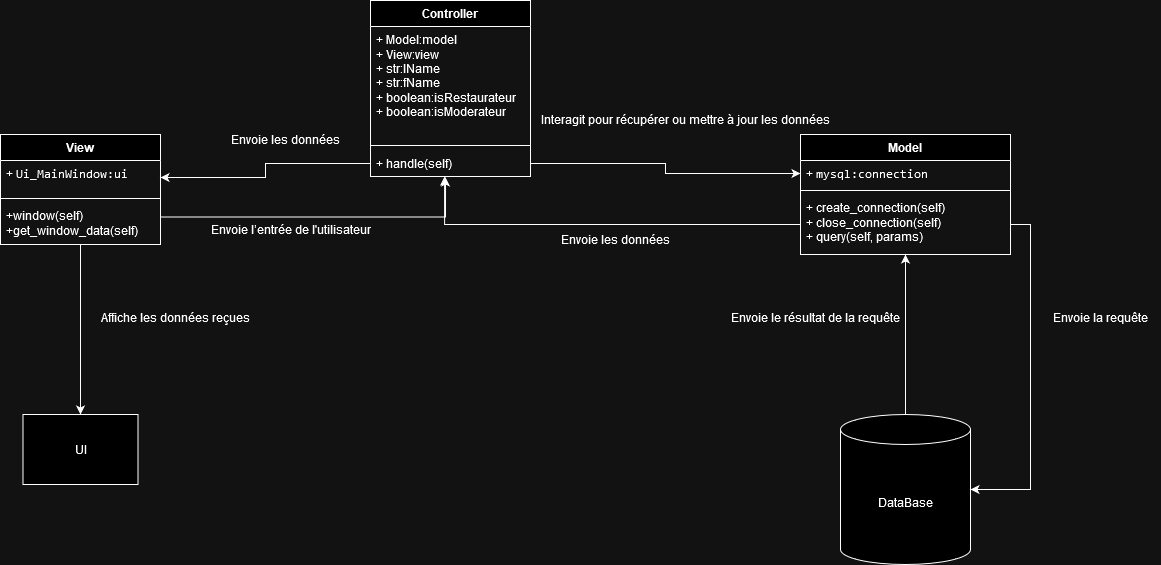 Controller
+ Model:model
+ View:view
+ str:lName
+ str:fName
+ boolean:isRestaurateur
+ boolean:isModerateur
+ handle(self)
Envoie les données
Interagit pour récupérer ou mettre à jour les données
View
+ Ui_MainWindow:ui
+window(self)
+get_window_data(self)
Envoie l'entrée de l'utilisateur
Envoie les données
Model
+ mysql:connection
+ create_connection(self)
+ close_connection(self)
+ query(self, params)
Affiche les données reçues
Envoie le résultat de la requête
Envoie la requête
UI
DataBase